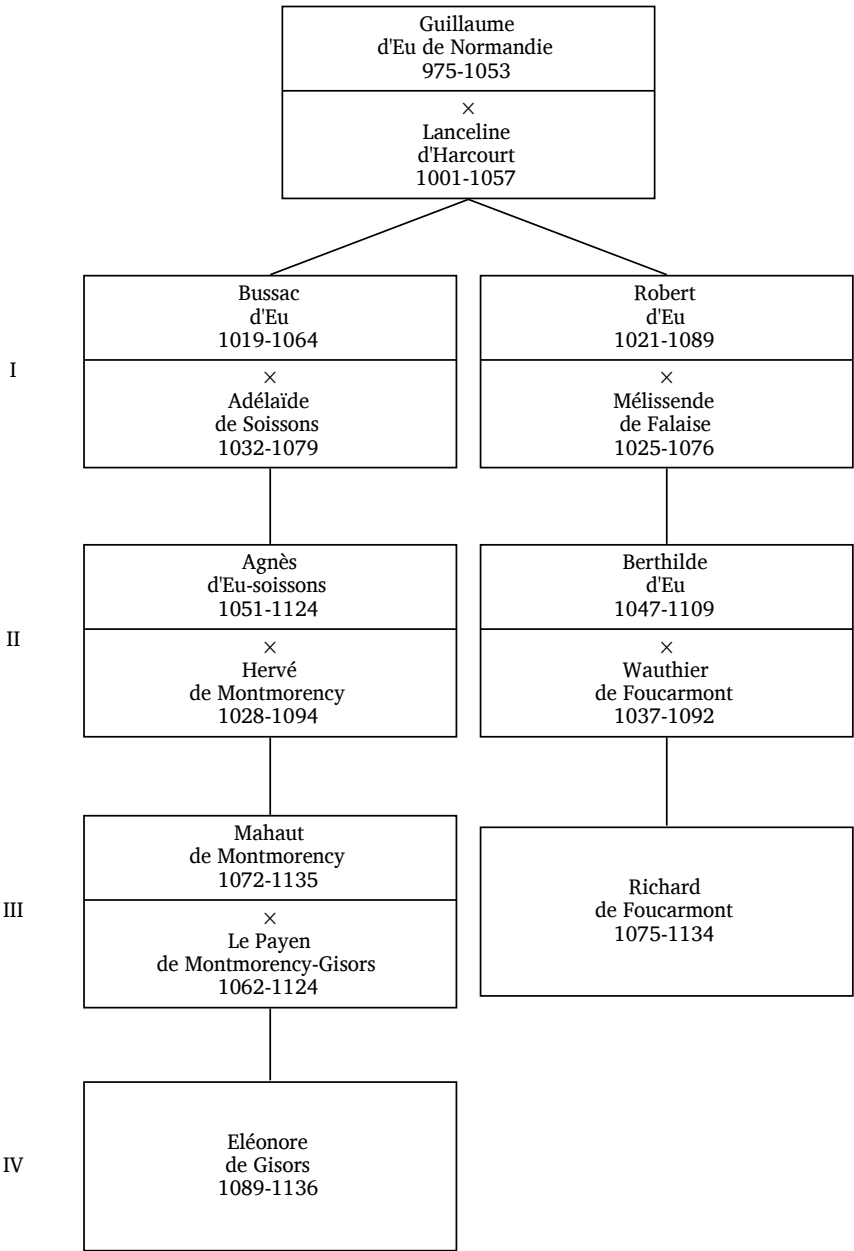 Guillaume
d'Eu de Normandie
975-1053
×
Lanceline
d'Harcourt
1001-1057
I
Bussac
d'Eu
1019-1064
×
Adélaïde
de Soissons
1032-1079
Robert
d'Eu
1021-1089
×
Mélissende
de Falaise
1025-1076
II
Agnès
d'Eu-soissons
1051-1124
×
Hervé
de Montmorency
1028-1094
Berthilde
d'Eu
1047-1109
×
Wauthier
de Foucarmont
1037-1092
III
Mahaut
de Montmorency
1072-1135
×
Le Payen
de Montmorency-Gisors
1062-1124
Richard
de Foucarmont
1075-1134
IV
Eléonore
de Gisors
1089-1136